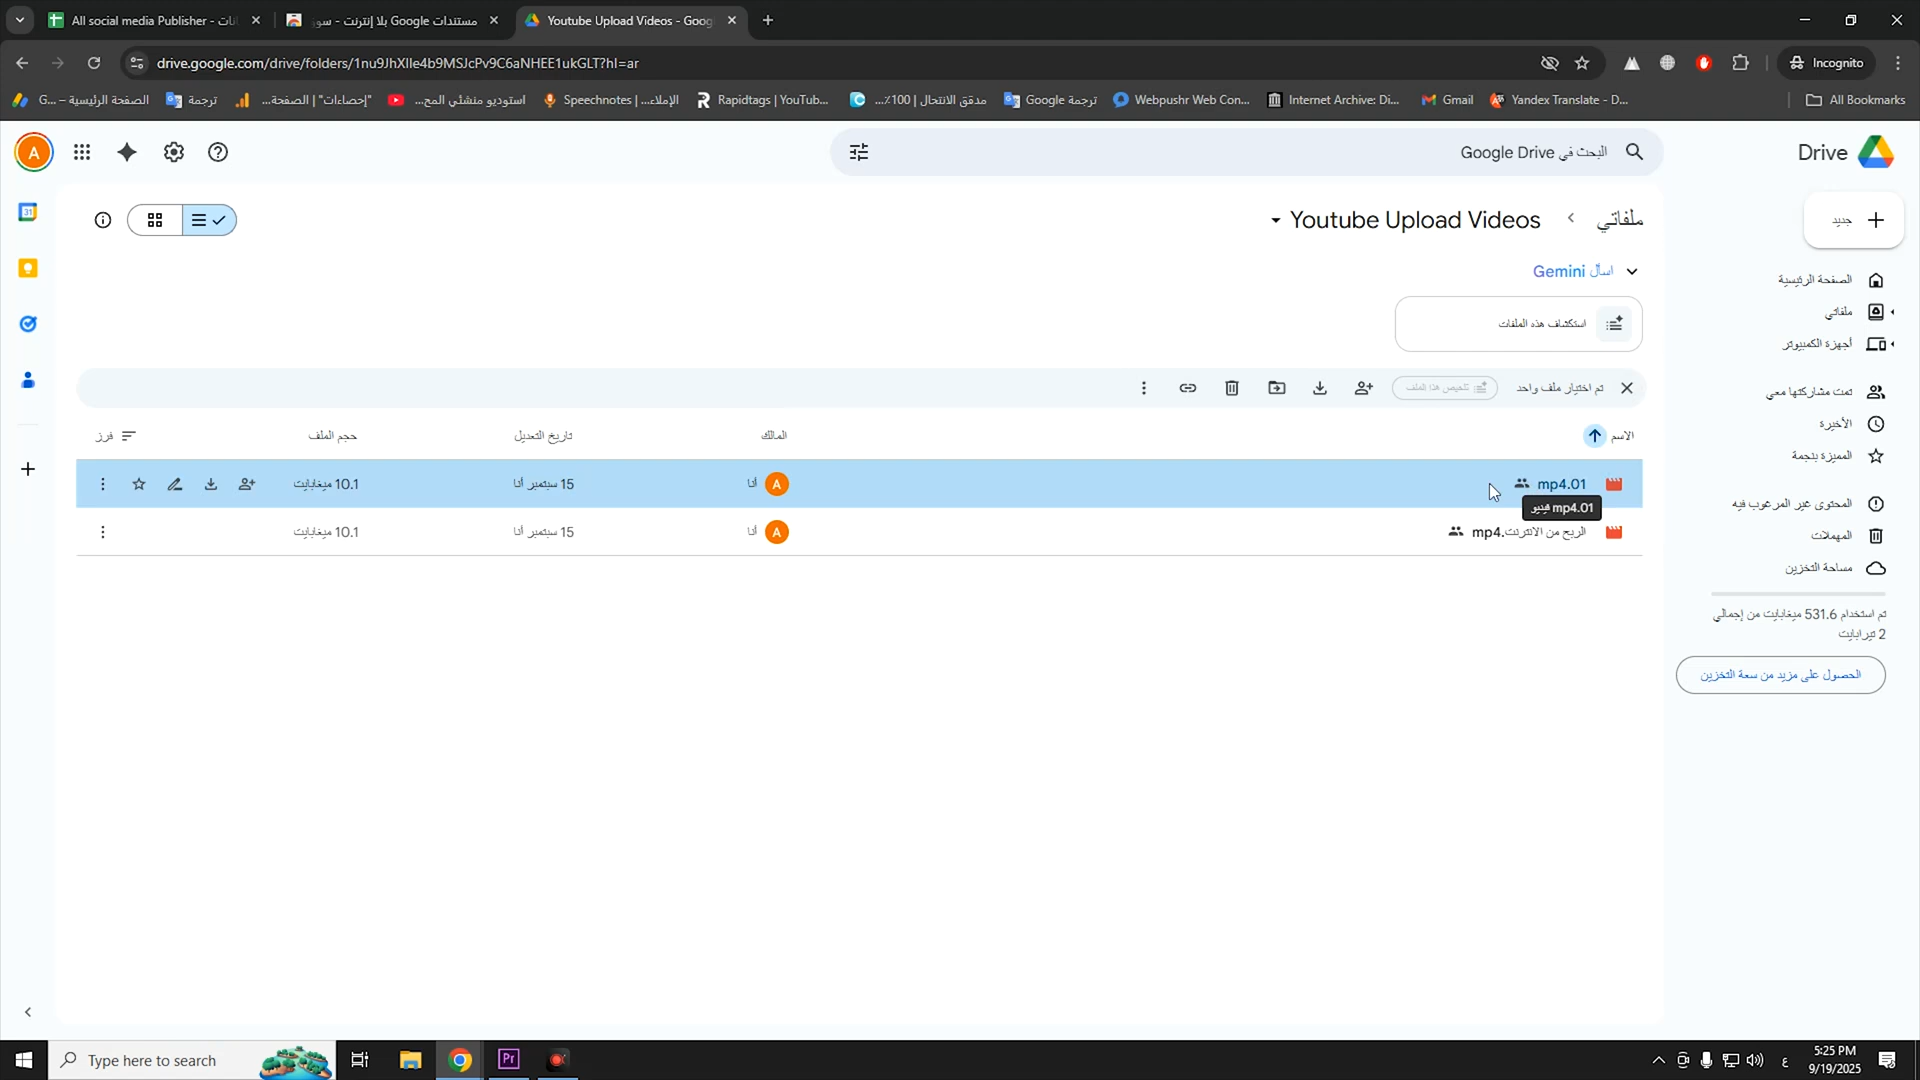 All social media Publisher - انات
مستندات Google بلا إنترنت - سور
Youtube Upload Videos - Goog
drive.google.com/drive/folders/1nu9JhXIle4b9MSJcPv9C6aNHEE1ukGLT?hl=ar
Incognito
G... – الصفحة الرئيسية
ترجمة
إحصاءات" | الصفحة..."
استوديو منشئي المح...
Speechnotes | الإملاء...
Rapidtags | YouTub...
مدقق الانتحال | 100٪...
ترجمة Google
Webpushr Web Con...
Internet Archive: Di...
Gmail
Yandex Translate - D...
All Bookmarks
Drive
البحث في Google Drive
A
جديد
ملفاتي
Youtube Upload Videos
اسأل Gemini
استكشاف هذه الملفات
الصفحة الرئيسية
ملفاتي
أجهزة الكمبيوتر
تمت مشاركتها معي
الأخيرة
المميزة بنجمة
المحتوى غير المرغوب فيه
المهملات
مساحة التخزين
تم استخدام 531.6 ميغابايت من إجمالي
2 تيرابايت
الحصول على مزيد من سعة التخزين
تم اختيار ملف واحد
تلخيص هذا الملف
الاسم
المالك
تاريخ التعديل
حجم الملف
فرز
mp4.01
A
أنا
15 سبتمبر أنا
10.1 ميغابايت
mp4.01 فيديو
الربح من الانترنت.mp4
A
أنا
15 سبتمبر أنا
10.1 ميغابايت
31
Type here to search
Pr
ع
5:25 PM
9/19/2025